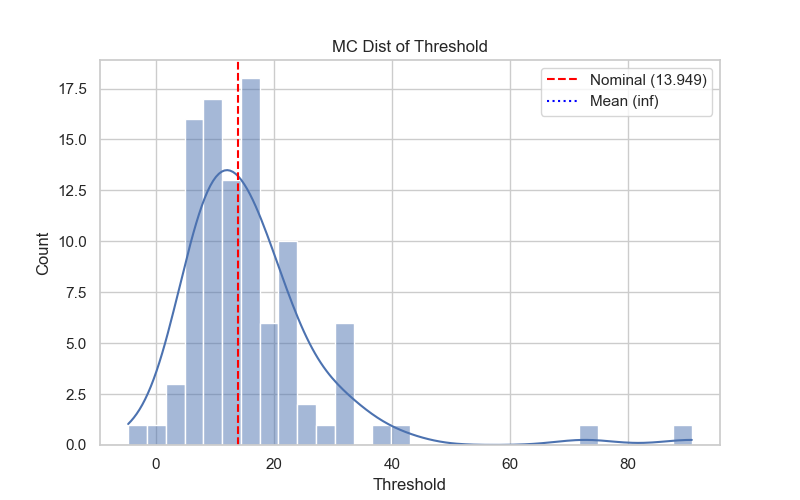 MC Dist of Threshold
Nominal (13.949)
Mean (inf)
17.5
15.0
12.5
10.0
7.5
5.0
2.5
0.0
Count
0 20 40 60 80
Threshold